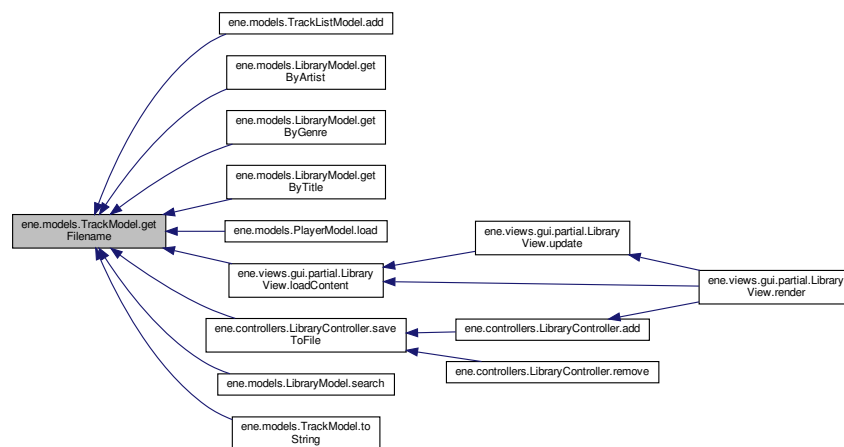 ene.models.TrackListModel.add
ene.models.LibraryModel.get
ByArtist
ene.models.LibraryModel.get
ByGenre
ene.models.LibraryModel.get
ByTitle
ene.models.TrackModel.get
Filename
ene.models.PlayerModel.load
ene.views.gui.partial.Library
View.update
ene.views.gui.partial.Library
View.loadContent
ene.views.gui.partial.Library
View.render
ene.controllers.LibraryController.save
ToFile
ene.controllers.LibraryController.add
ene.controllers.LibraryController.remove
ene.models.LibraryModel.search
ene.models.TrackModel.to
String